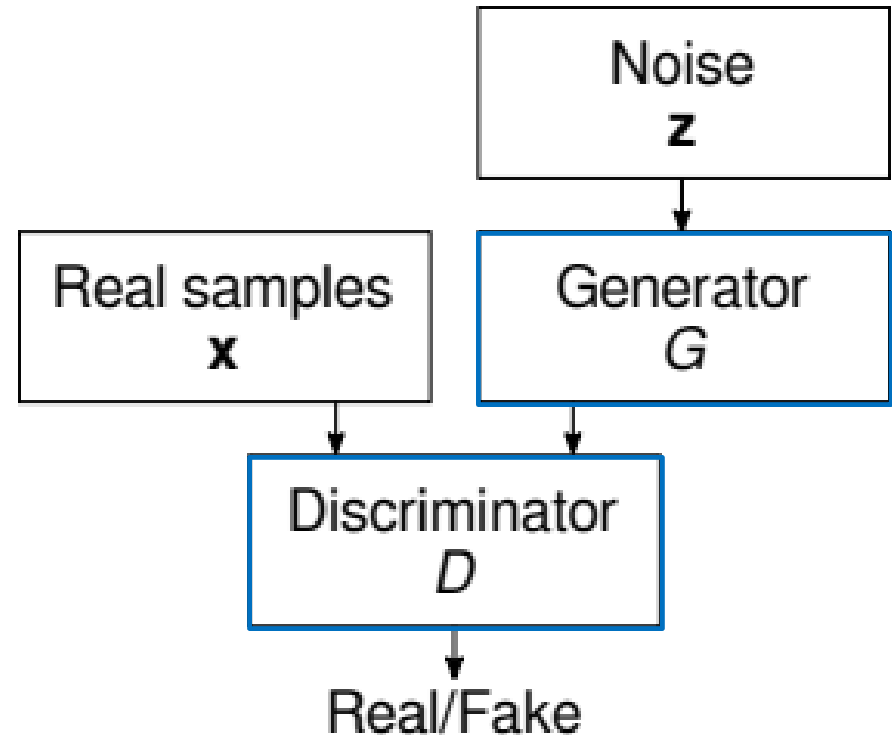 Noise
z
Real samples
x
Generator
G
Discriminator
D
Real/Fake